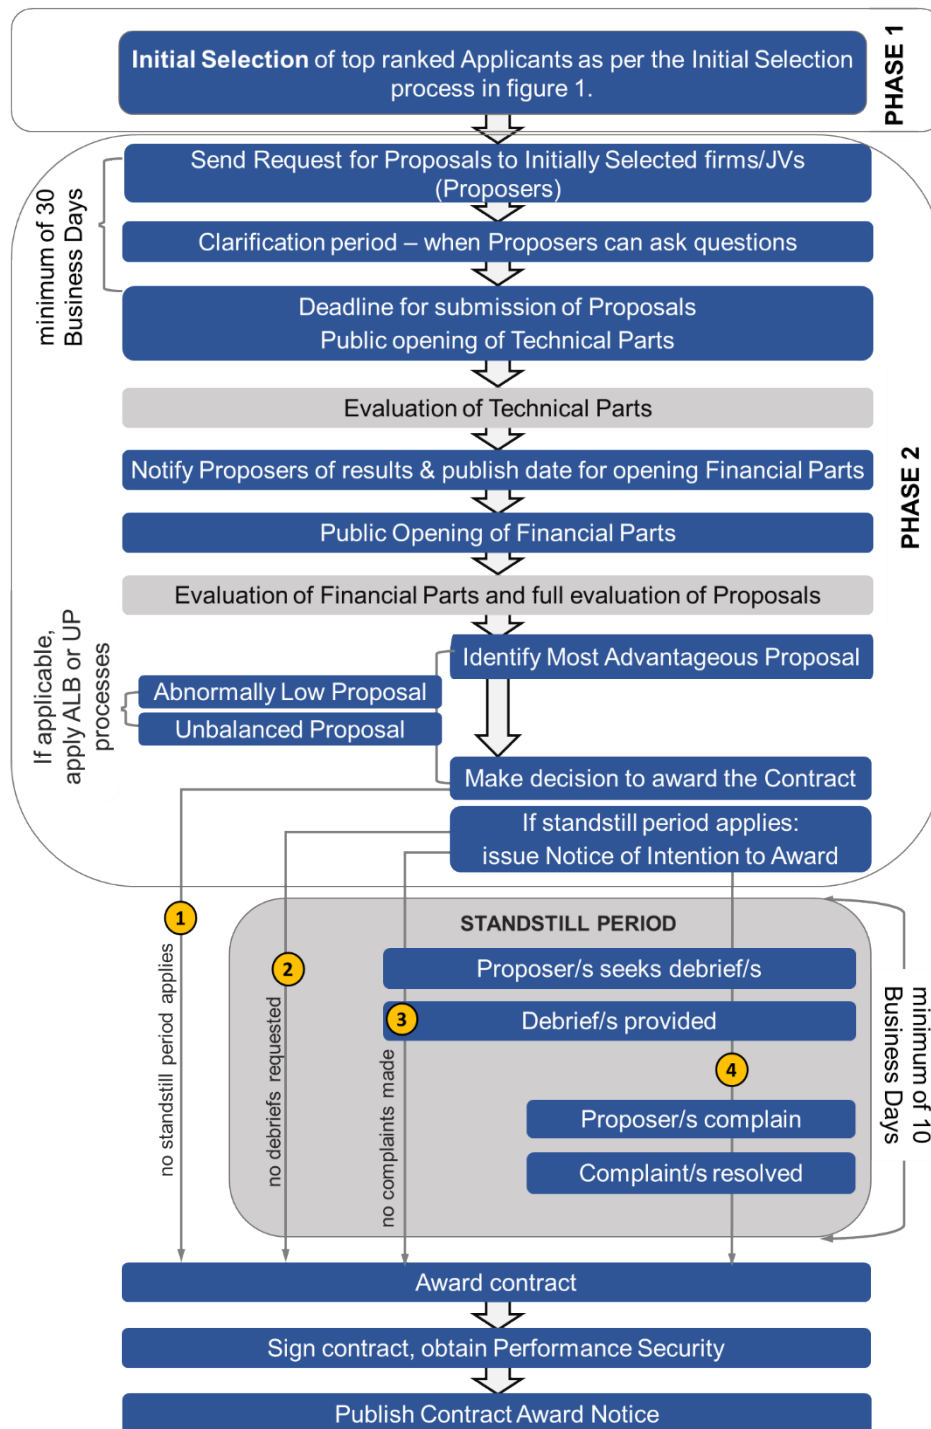 Initial Selection of top ranked Applicants as per the Initial Selection
process in figure 1.
PHASE 1
Send Request for Proposals to Initially Selected firms/JVs
(Proposers)
minimum of 30
Business Days
Clarification period – when Proposers can ask questions
Deadline for submission of Proposals
Public opening of Technical Parts
Evaluation of Technical Parts
Notify Proposers of results & publish date for opening Financial Parts
PHASE 2
Public Opening of Financial Parts
Evaluation of Financial Parts and full evaluation of Proposals
Identify Most Advantageous Proposal
If applicable,
apply ALB or UP
processes
Abnormally Low Proposal
Unbalanced Proposal
Make decision to award the Contract
If standstill period applies:
issue Notice of Intention to Award
1
no standstill period applies
STANDSTILL PERIOD
2
no debriefs requested
Proposer/s seeks debrief/s
3
no complaints made
Debrief/s provided
4
Proposer/s complain
Complaint/s resolved
minimum of 10
Business Days
Award contract
Sign contract, obtain Performance Security
Publish Contract Award Notice